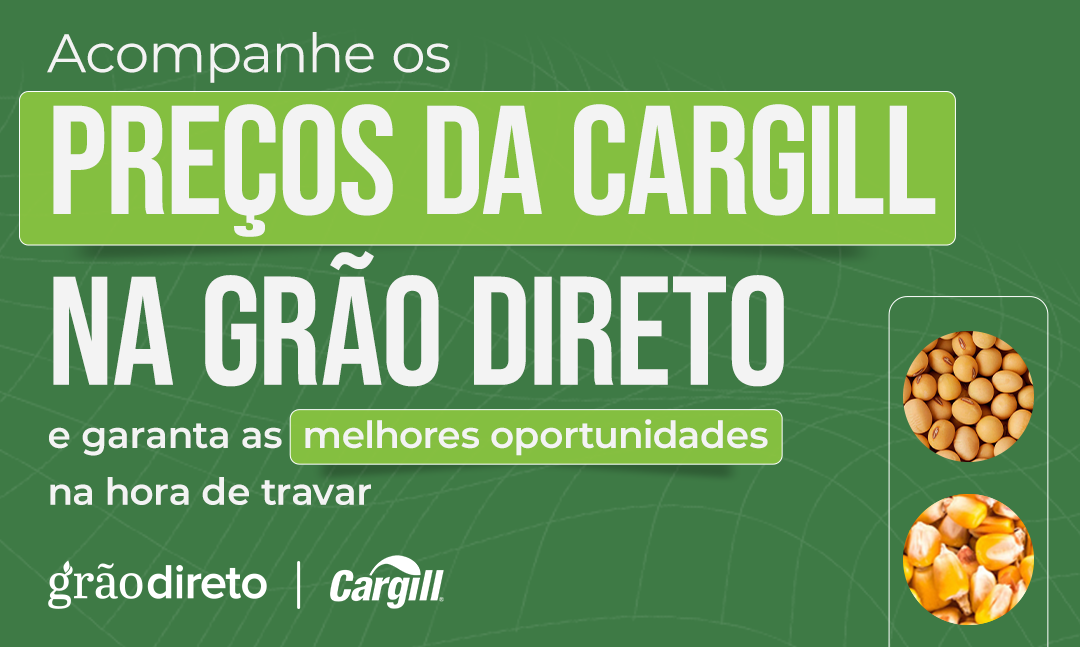 Acompanhe os
PREÇOS DA CARGILL
NA GRÃO DIRETO
e garanta as melhores oportunidades
na hora de travar
grãodireto | Cargill